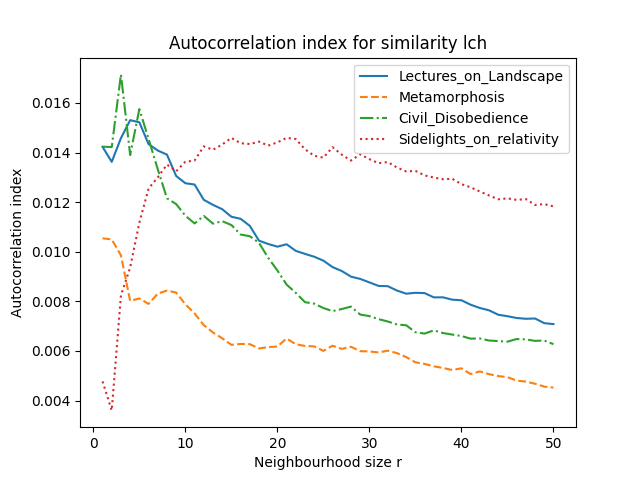 Autocorrelation index for similarity lch
Lectures_on_Landscape
Metamorphosis
Civil_Disobedience
Sidelights_on_relativity
Autocorrelation index
0.016
0.014
0.012
0.010
0.008
0.006
0.004
0 10 20 30 40 50
Neighbourhood size r